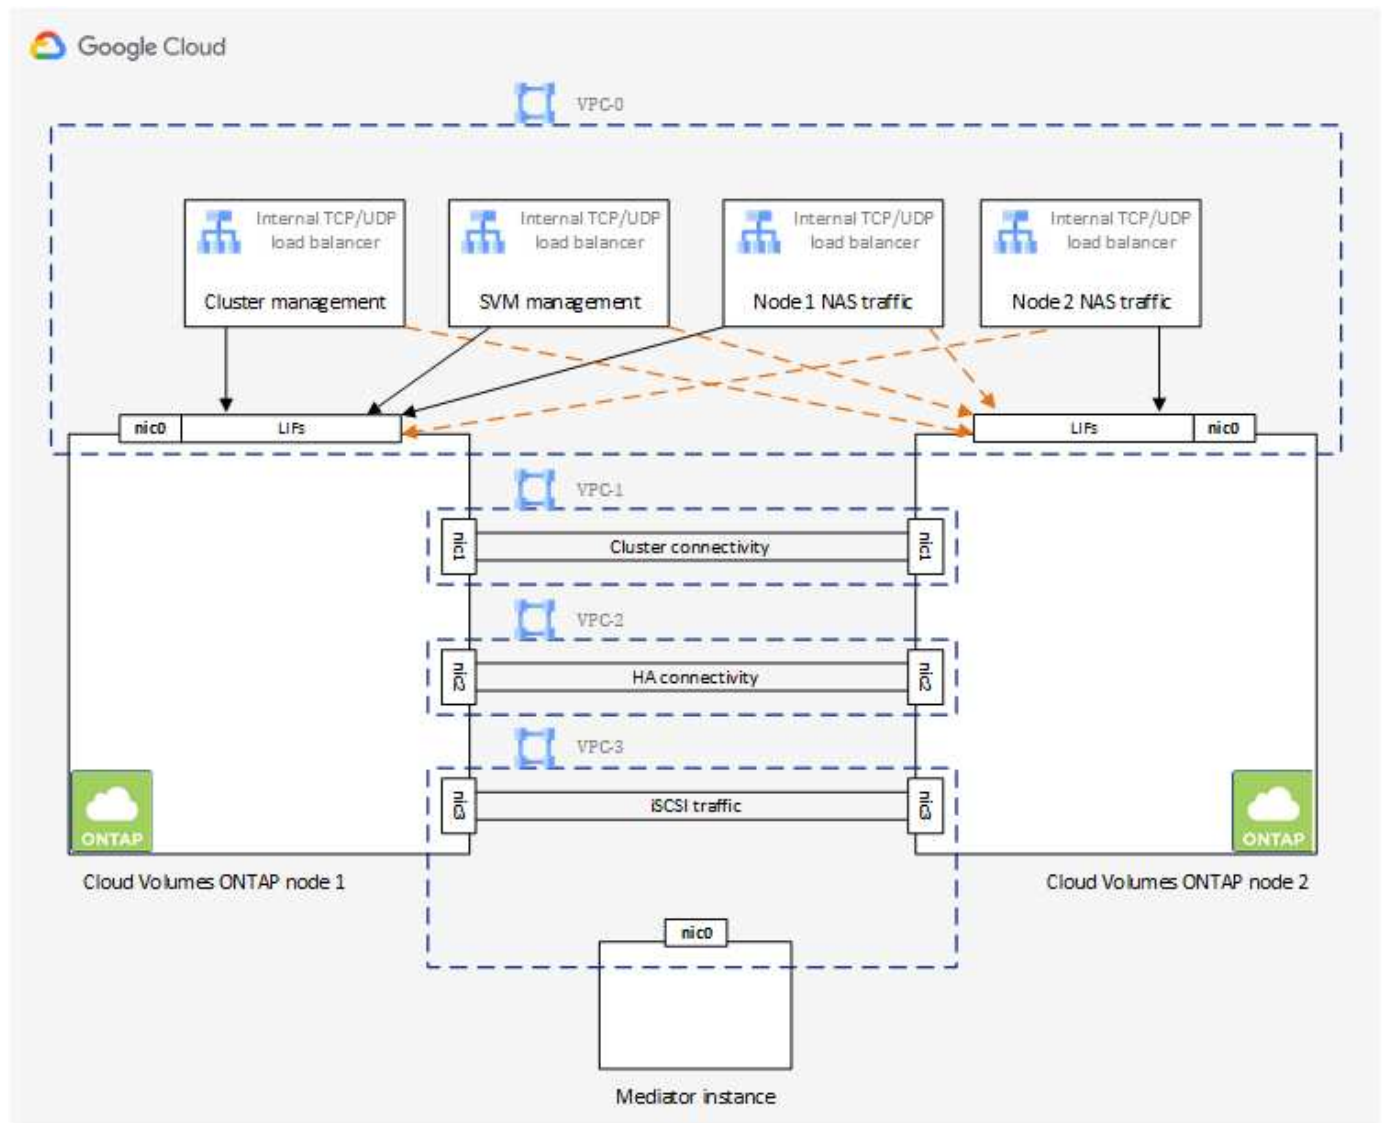 Google Cloud
VPC-0
Internal TCP/UDP
load balancer
Cluster management
Internal TCP/UDP
load balancer
SVM management
Internal TCP/UDP
load balancer
Node 1 NAS traffic
Internal TCP/UDP
load balancer
Node 2 NAS traffic
nic0
LIFs
LIFs
nic0
VPC-1
nic1
Cluster connectivity
nic1
VPC-2
nic2
HA connectivity
nic2
VPC-3
nic3
iSCSI traffic
nic3
ONTAP
ONTAP
Cloud Volumes ONTAP node 1
Cloud Volumes ONTAP node 2
nic0
Mediator instance